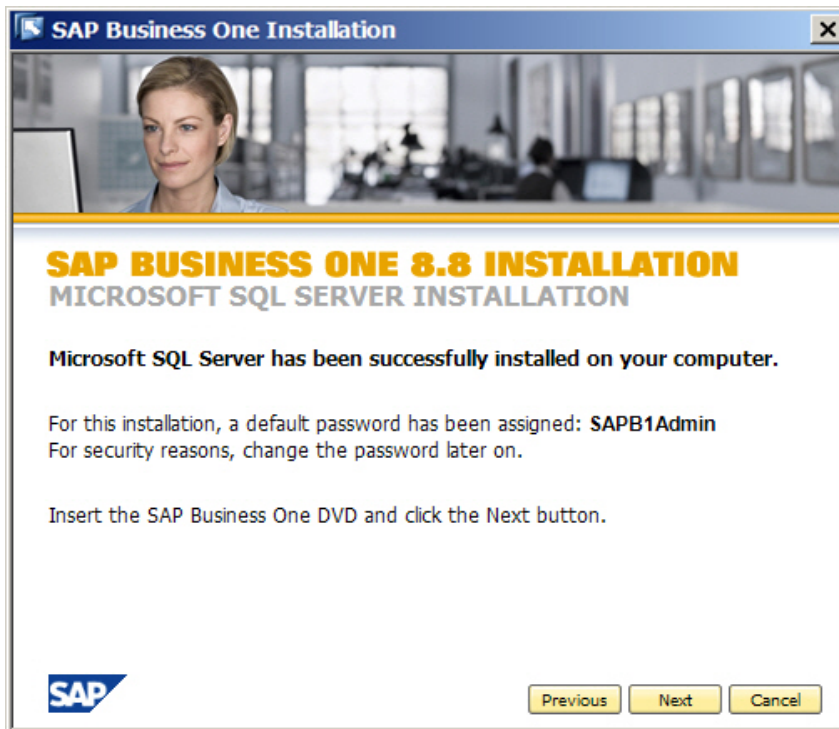 SAP Business One Installation
SAP BUSINESS ONE 8.8 INSTALLATION
MICROSOFT SQL SERVER INSTALLATION
Microsoft SQL Server has been successfully installed on your computer.
For this installation, a default password has been assigned: SAPB1Admin
For security reasons, change the password later on.
Insert the SAP Business One DVD and click the Next button.
SAP
Previous Next Cancel